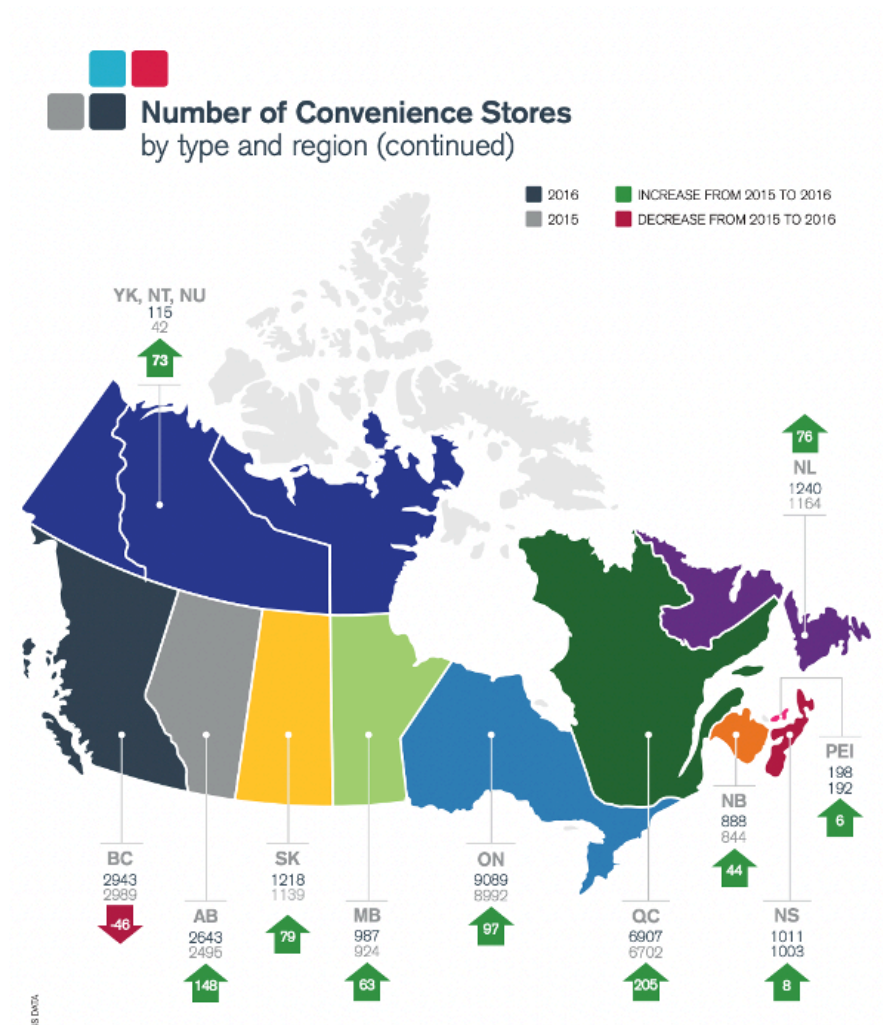 Number of Convenience Stores
by type and region (continued)
2016
INCREASE FROM 2015 TO 2016
2015
DECREASE FROM 2015 TO 2016
YK, NT, NU
115
42
73
76
NL
1240
1164
PEI
198
192
6
NB
888
844
44
BC
2943
2989
-46
SK
1218
1139
79
ON
9089
8992
97
AB
2643
2495
148
MB
987
924
63
QC
6907
6702
205
NS
1011
1003
8
S DATA